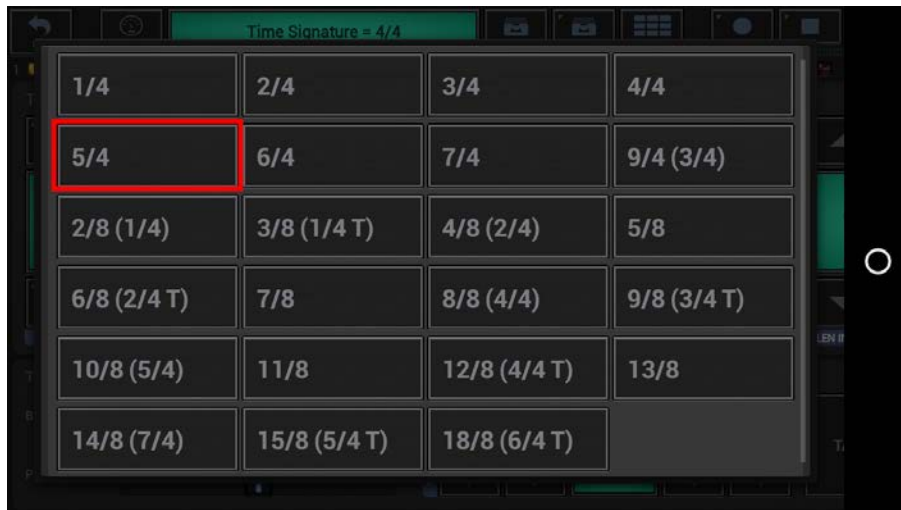 Time Signature = 4/4
1/4 2/4 3/4 4/4
5/4 6/4 7/4 9/4 (3/4)
2/8 (1/4) 3/8 (1/4 T) 4/8 (2/4) 5/8
6/8 (2/4 T) 7/8 8/8 (4/4) 9/8 (3/4 T)
10/8 (5/4) 11/8 12/8 (4/4 T) 13/8
14/8 (7/4) 15/8 (5/4 T) 18/8 (6/4 T)